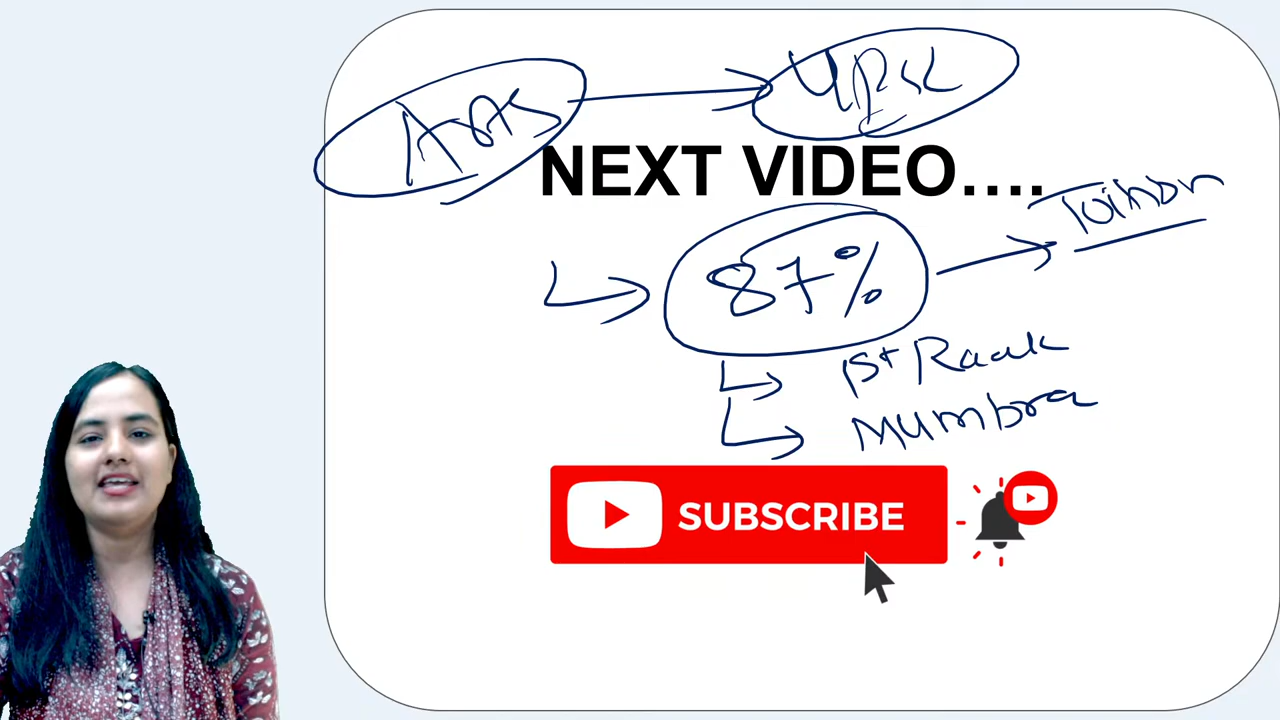 Arts
UPSC
NEXT VIDEO....
Tuition
87%
1st Rank
Mumbra
SUBSCRIBE